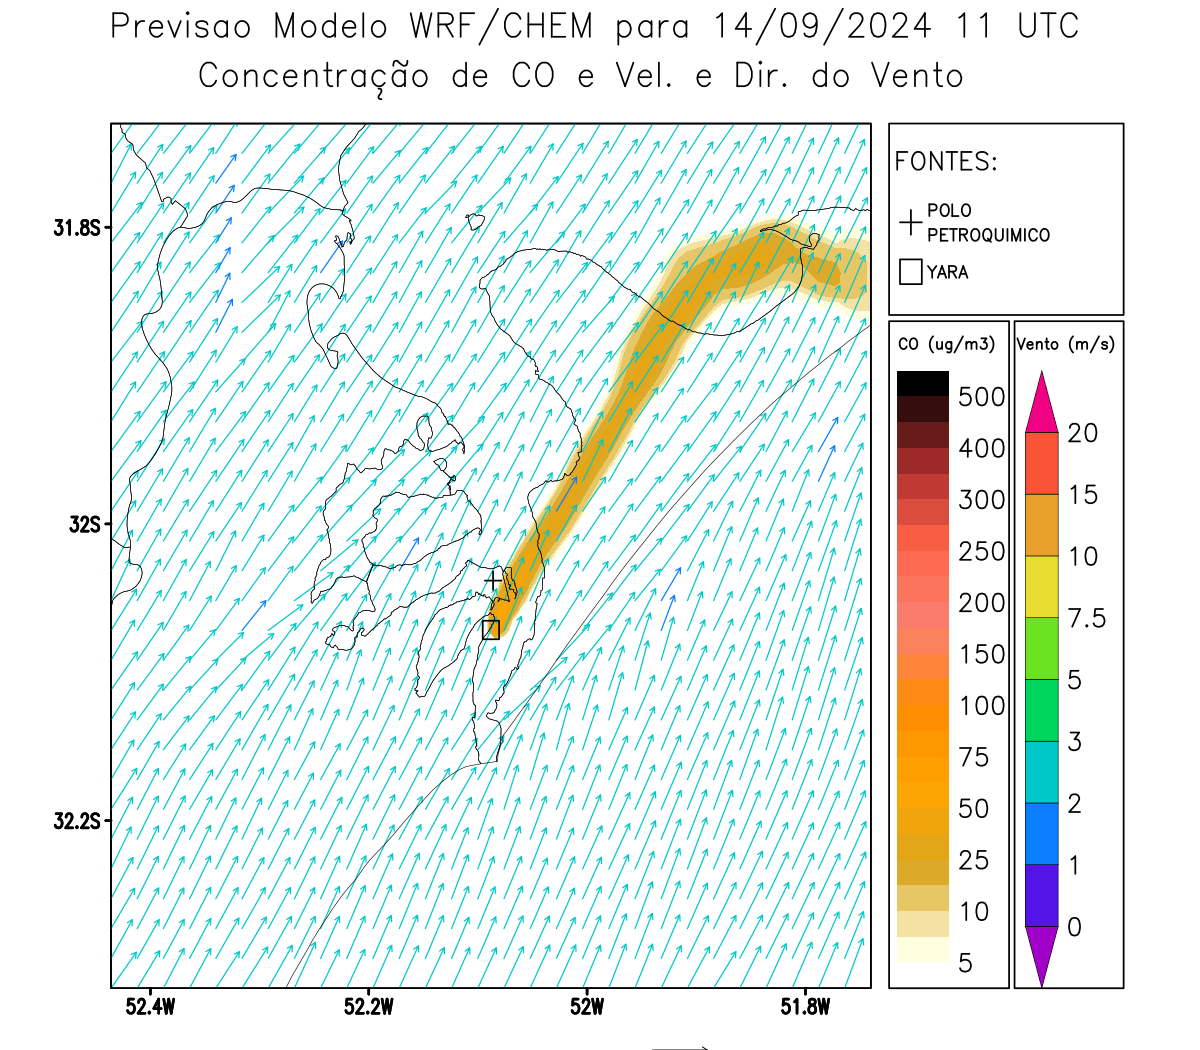 Previsao Modelo WRF/CHEM para 14/09/2024 11 UTC
Concentração de CO e Vel. e Dir. do Vento
FONTES:
POLO
PETROQUIMICO
YARA
31.8S
32S
32.2S
52.4W
52.2W
52W
51.8W
CO (ug/m3)
500
400
300
250
200
150
100
75
50
25
10
5
Vento (m/s)
20
15
10
7.5
5
3
2
1
0